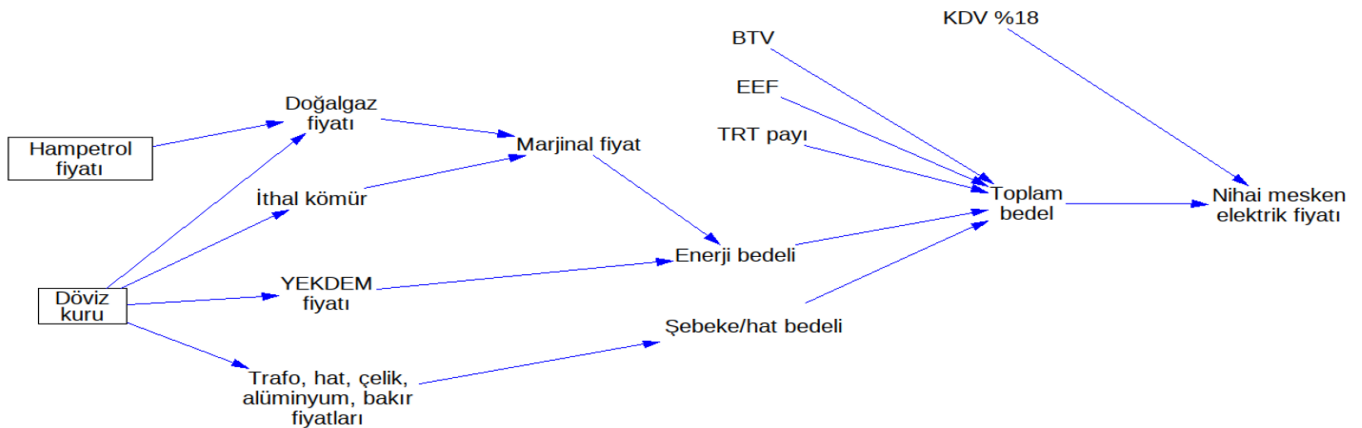 KDV %18
BTV
EEF
TRT payı
Doğalgaz
fiyatı
Hampetrol
fiyatı
Marjinal fiyat
İthal kömür
Toplam
bedel
Nihai mesken
elektrik fiyatı
Enerji bedeli
YEKDEM
fiyatı
Döviz
kuru
Şebeke/hat bedeli
Trafo, hat, çelik,
alüminyum, bakır
fiyatları